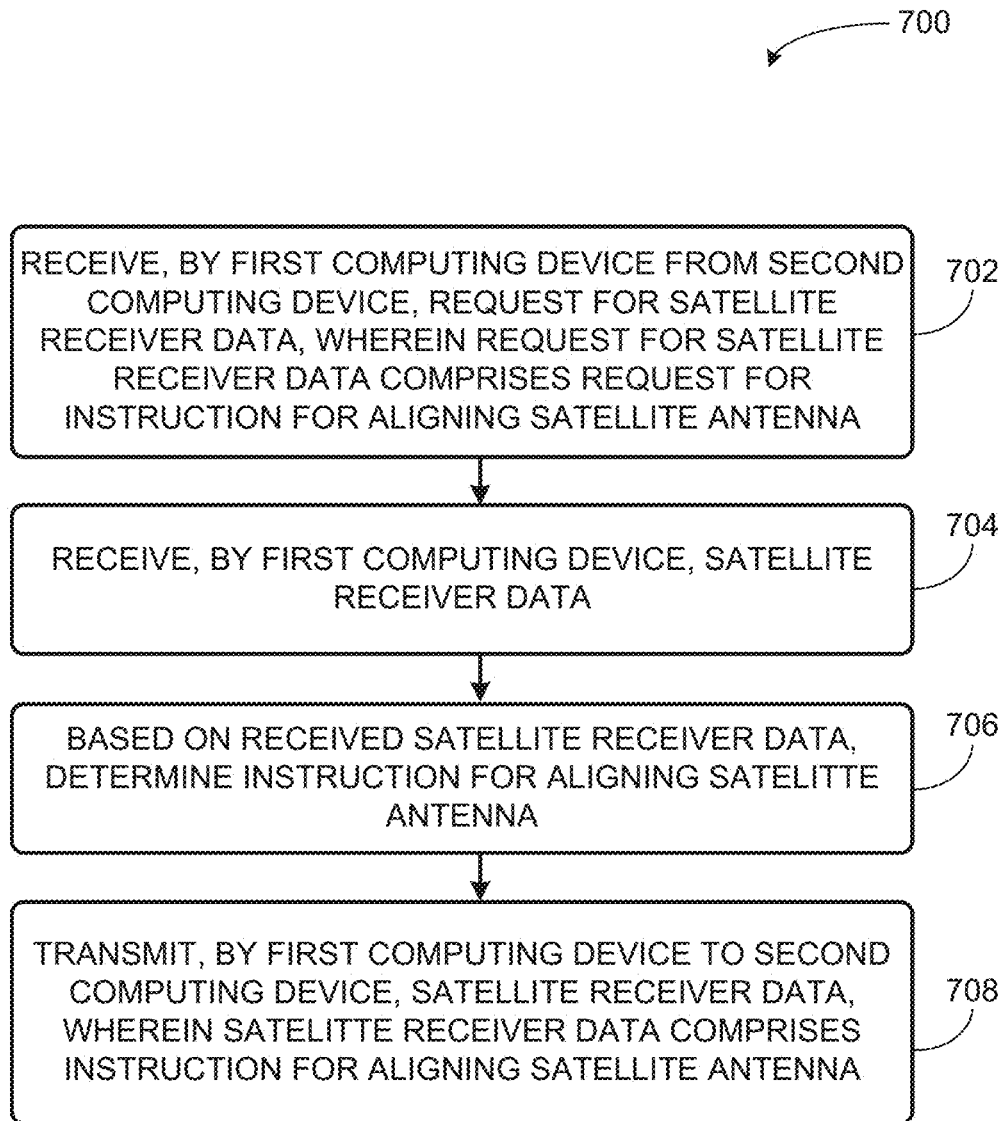 700
RECEIVE, BY FIRST COMPUTING DEVICE FROM SECOND
COMPUTING DEVICE, REQUEST FOR SATELLITE
RECEIVER DATA, WHEREIN REQUEST FOR SATELLITE
RECEIVER DATA COMPRISES REQUEST FOR
INSTRUCTION FOR ALIGNING SATELLITE ANTENNA
702
RECEIVE, BY FIRST COMPUTING DEVICE, SATELLITE
RECEIVER DATA
704
BASED ON RECEIVED SATELLITE RECEIVER DATA,
DETERMINE INSTRUCTION FOR ALIGNING SATELITTE
ANTENNA
706
TRANSMIT, BY FIRST COMPUTING DEVICE TO SECOND
COMPUTING DEVICE, SATELLITE RECEIVER DATA,
WHEREIN SATELITTE RECEIVER DATA COMPRISES
INSTRUCTION FOR ALIGNING SATELLITE ANTENNA
708